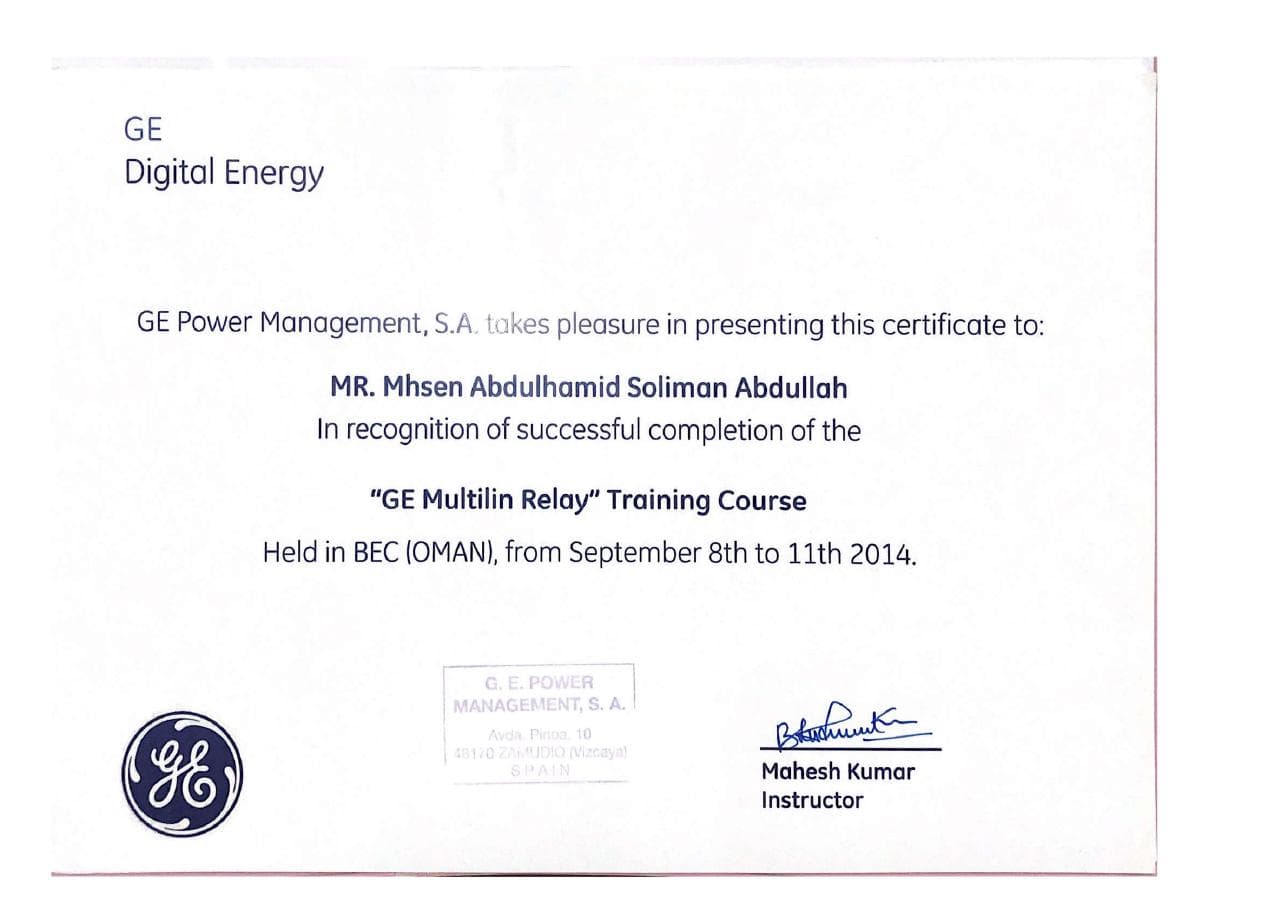 GE
Digital Energy
GE Power Management, S.A. takes pleasure in presenting this certificate to:
MR. Mhsen Abdulhamid Soliman Abdullah
In recognition of successful completion of the
"GE Multilin Relay" Training Course
Held in BEC (OMAN), from September 8th to 11th 2014.
G. E. POWER
MANAGEMENT, S. A.
Avda. Pinoa, 10
48170 ZAMUDIO (Vizcaya)
SPAIN
GE
Mahesh Kumar
Instructor